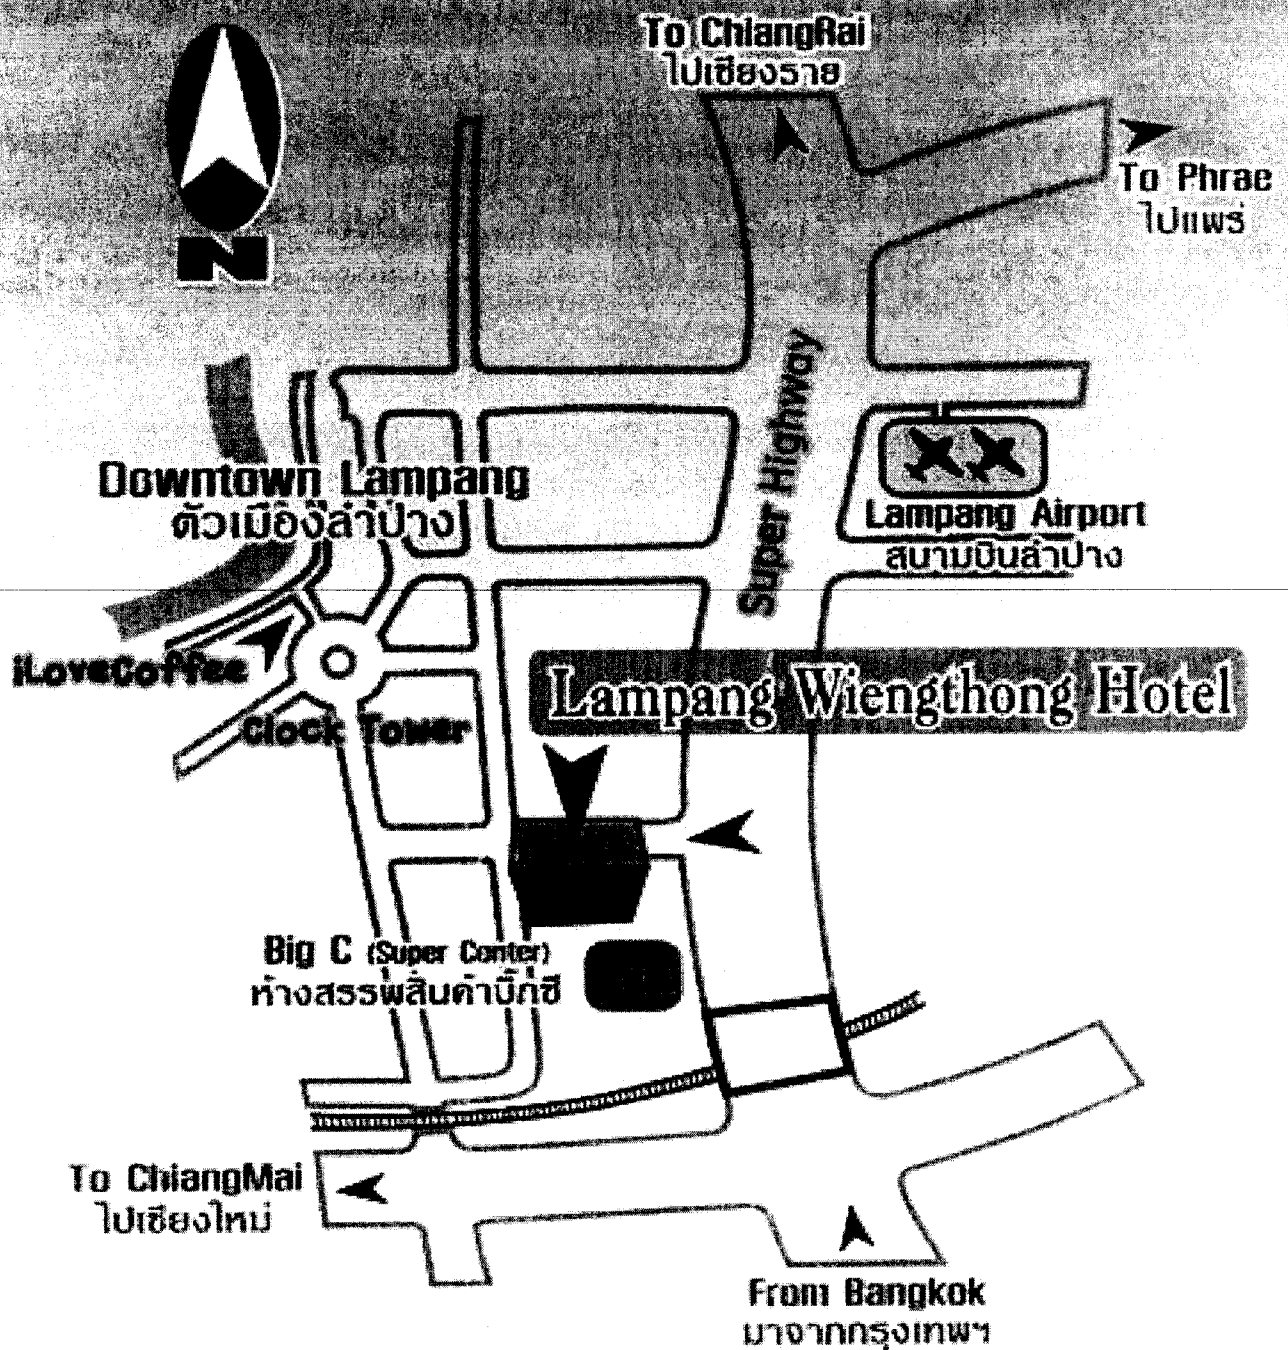 To ChiangRai
ไปเชียงราย
To Phrae
ไปแพร่
N
Super Highway
Downtown Lampang
ตัวเมืองลำปาง
Lampang Airport
สนามบินลำปาง
iLoveCoffee
Clock Tower
Lampang Wiengthong Hotel
Big C (Super Center)
ห้างสรรพสินค้าบิ๊กซี
To ChiangMai
ไปเชียงใหม่
From Bangkok
มาจากกรุงเทพฯ